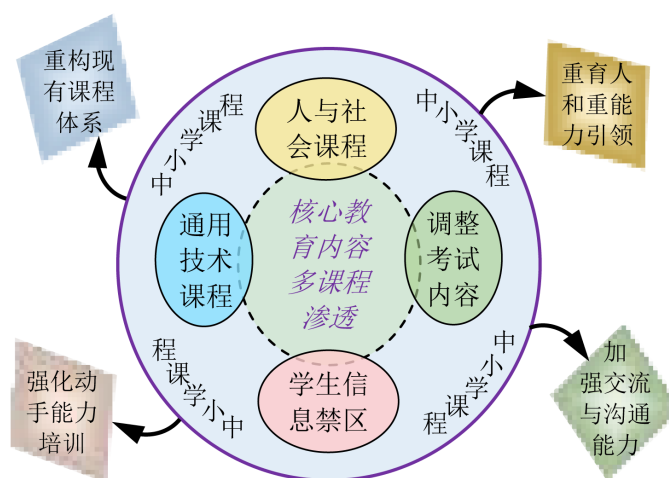 重构现
有课程
体系
重育人
和重能
力引领
中小学课程
中小学课程
人与社
会课程
通用
技术
课程
核心教
育内容
多课程
渗透
调整
考试
内容
学生信
息禁区
中小学课程
中小学课程
强化动
手能力
培训
加
强交流
与沟通
能力